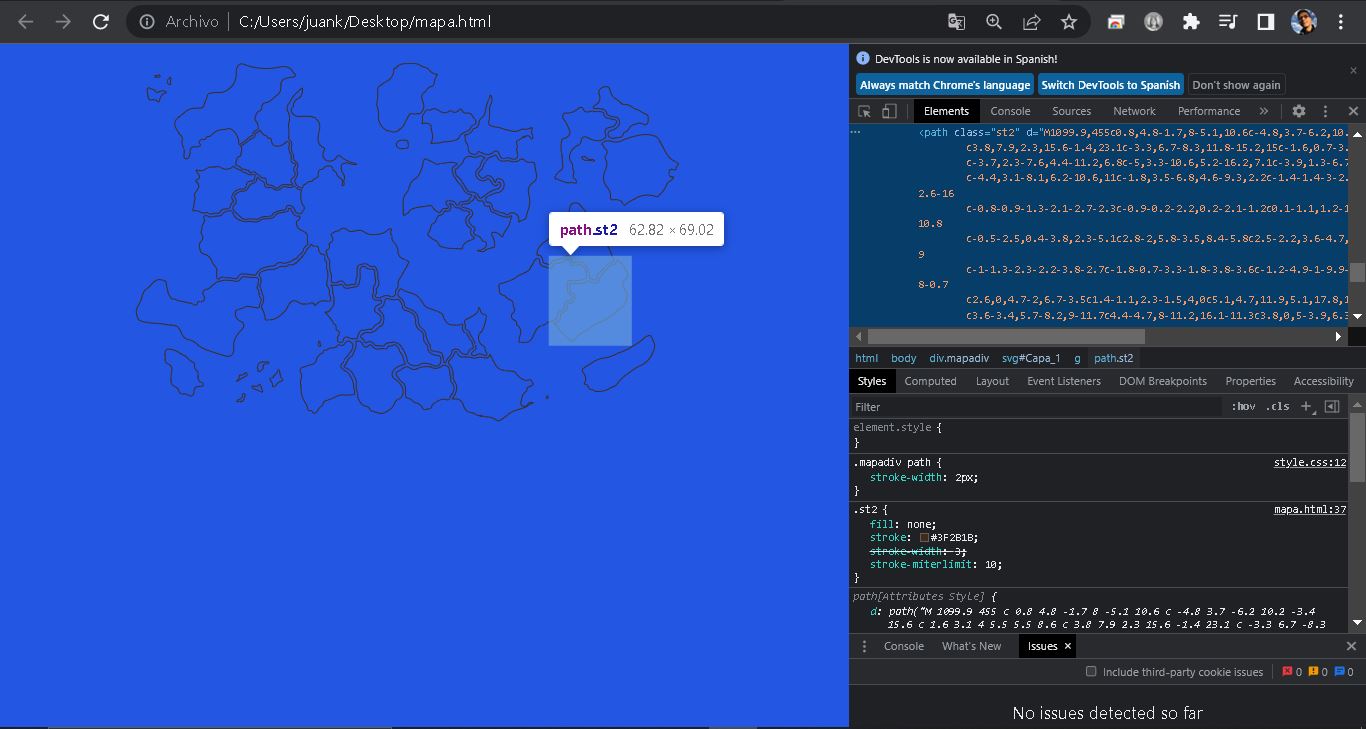 Archivo C:/Users/juank/Desktop/mapa.html
path.st2 62.82 × 69.02
DevTools is now available in Spanish!
Always match Chrome's language Switch DevTools to Spanish Don't show again
Elements Console Sources Network Performance »
<path class="st2" d="M1099.9,455c0.8,4.8-1.7,8-5.1,10.6c-4.8,3.7-6.2,10.
c3.8,7.9,2.3,15.6-1.4,23.1c-3.3,6.7-8.3,11.8-15.2,15c-1.6,0.7-3.
c-3.7,2.3-7.6,4.4-11.2,6.8c-5,3.3-10.6,5.2-16.2,7.1c-3.9,1.3-6.7
c-4.4,3.1-8.1,6.2-10.6,11c-1.8,3.5-6.8,4.6-9.3,2.2c-1.4-1.4-3-2.
2.6-16
c-0.8-0.9-1.3-2.1-2.7-2.3c-0.9-0.2-2.2,0.2-2.1-1.2c0.1-1.1,1.2-1
10.8
c-0.5-2.5,0.4-3.8,2.3-5.1c2.8-2,5.8-3.5,8.4-5.8c2.5-2.2,3.6-4.7,
9
c-1-1.3-2.3-2.2-3.8-2.7c-1.8-0.7-3.3-1.8-3.8-3.6c-1.2-4.9-1-9.9-
8-0.7
c2.6,0,4.7-2,6.7-3.5c1.4-1.1,2.3-1.5,4,0c5.1,4.7,11.9,5.1,17.8,1
c3.6-3.4,5.7-8.2,9-11.7c4.4-4.7,8-11.2,16.1-11.3c3.8,0,5-3.9,6.3
html body div.mapadiv svg#Capa_1 g path.st2
Styles Computed Layout Event Listeners DOM Breakpoints Properties Accessibility
Filter :hov .cls
element.style {
}
.mapadiv path { style.css:12
stroke-width: 2px;
}
.st2 { mapa.html:37
fill: none;
stroke: #3F2B1B;
stroke-width: 3;
stroke-miterlimit: 10;
}
path[Attributes Style] {
d: path("M 1099.9 455 c 0.8 4.8 -1.7 8 -5.1 10.6 c -4.8 3.7 -6.2 10.2 -3.4
15.6 c 1.6 3.1 4 5.5 5.5 8.6 c 3.8 7.9 2.3 15.6 -1.4 23.1 c -3.3 6.7 -8.3
Console What's New Issues
Include third-party cookie issues 0 0 0
No issues detected so far